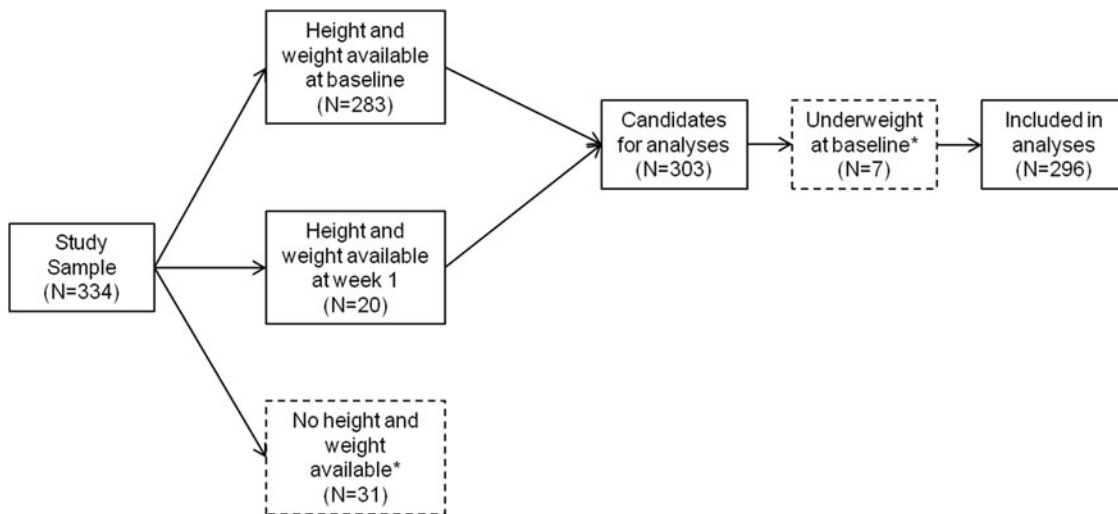 Study
Sample
(N=334)
Height and
weight available
at baseline
(N=283)
Height and
weight available
at week 1
(N=20)
No height and
weight
available*
(N=31)
Candidates
for analyses
(N=303)
Underweight
at baseline*
(N=7)
Included in
analyses
(N=296)